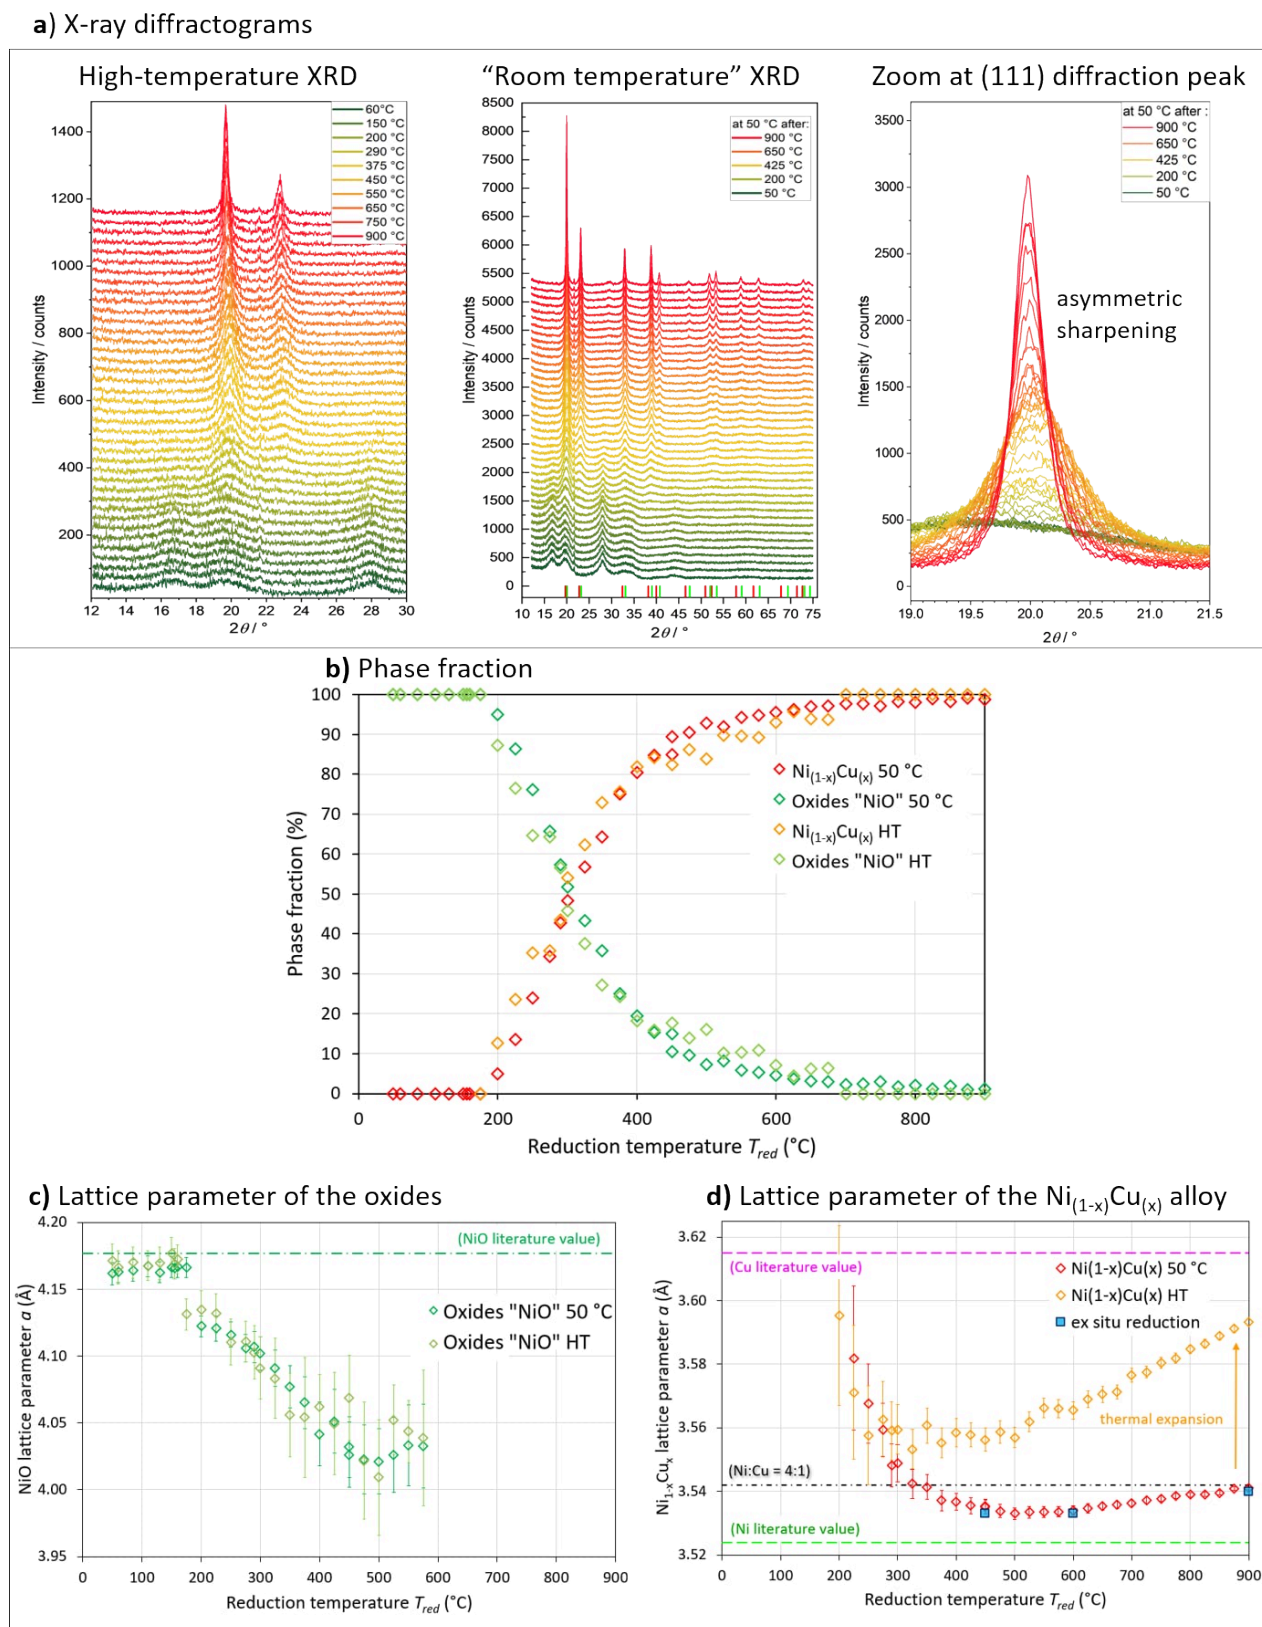 a) X-ray diffractograms
High-temperature XRD
"Room temperature" XRD
Zoom at (111) diffraction peak
Intensity / counts
1400
1200
1000
800
600
400
200
60°C
150 °C
200 °C
290 °C
375 °C
450 °C
550 °C
650 °C
750 °C
900 °C
12 14 16 18 20 22 24 26 28 30
2θ / °
Intensity / counts
8500
8000
7500
7000
6500
6000
5500
5000
4500
4000
3500
3000
2500
2000
1500
1000
500
0
at 50 °C after:
900 °C
650 °C
425 °C
200 °C
50 °C
10 15 20 25 30 35 40 45 50 55 60 65 70 75
2θ / °
Intensity / counts
3500
3000
2500
2000
1500
1000
500
0
at 50 °C after :
900 °C
650 °C
425 °C
200 °C
50 °C
asymmetric
sharpening
19.0 19.5 20.0 20.5 21.0 21.5
2θ / °
b) Phase fraction
Phase fraction (%)
100
90
80
70
60
50
40
30
20
10
0
Ni(1-x)Cu(x) 50 °C
Oxides "NiO" 50 °C
Ni(1-x)Cu(x) HT
Oxides "NiO" HT
0 200 400 600 800
Reduction temperature Tred (°C)
c) Lattice parameter of the oxides
NiO lattice parameter a (Å)
4.20
4.15
4.10
4.05
4.00
3.95
(NiO literature value)
Oxides "NiO" 50 °C
Oxides "NiO" HT
0 100 200 300 400 500 600 700 800 900
Reduction temperature Tred (°C)
d) Lattice parameter of the Ni(1-x)Cu(x) alloy
Ni1-xCux lattice parameter a (Å)
3.62
3.60
3.58
3.56
3.54
3.52
(Cu literature value)
Ni(1-x)Cu(x) 50 °C
Ni(1-x)Cu(x) HT
ex situ reduction
thermal expansion
(Ni:Cu = 4:1)
(Ni literature value)
0 100 200 300 400 500 600 700 800 900
Reduction temperature Tred (°C)